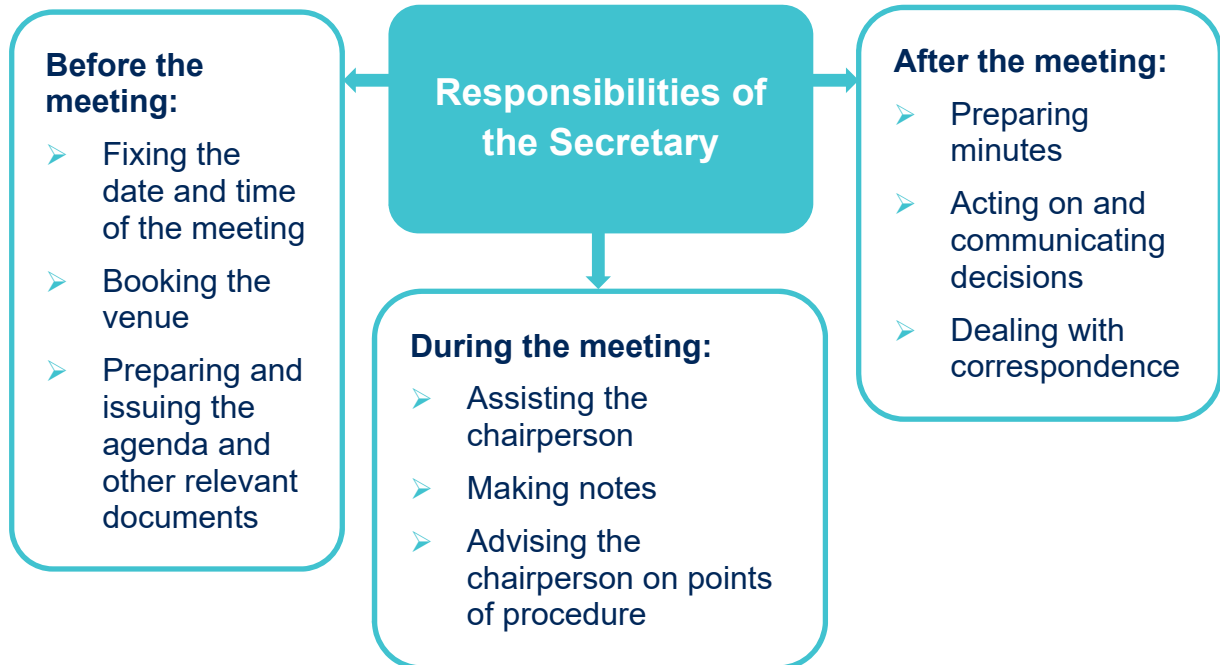 Responsibilities of
the Secretary
Before the
meeting:
Fixing the
date and time
of the meeting
Booking the
venue
Preparing and
issuing the
agenda and
other relevant
documents
During the meeting:
Assisting the
chairperson
Making notes
Advising the
chairperson on points
of procedure
After the meeting:
Preparing
minutes
Acting on and
communicating
decisions
Dealing with
correspondence